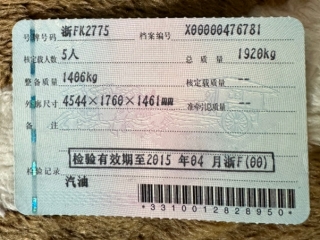 号牌号码 浙FK2775 档案编号 X00000476781
核定载人数 5人 总 质 量 1920kg
整备质量 1406kg 核定载质量 --
外廓尺寸 4544×1760×1461mm 准牵引总质量 --
备 注
检验有效期至2015 年04 月浙F(00)
检验记录
汽油
*3310012828950*